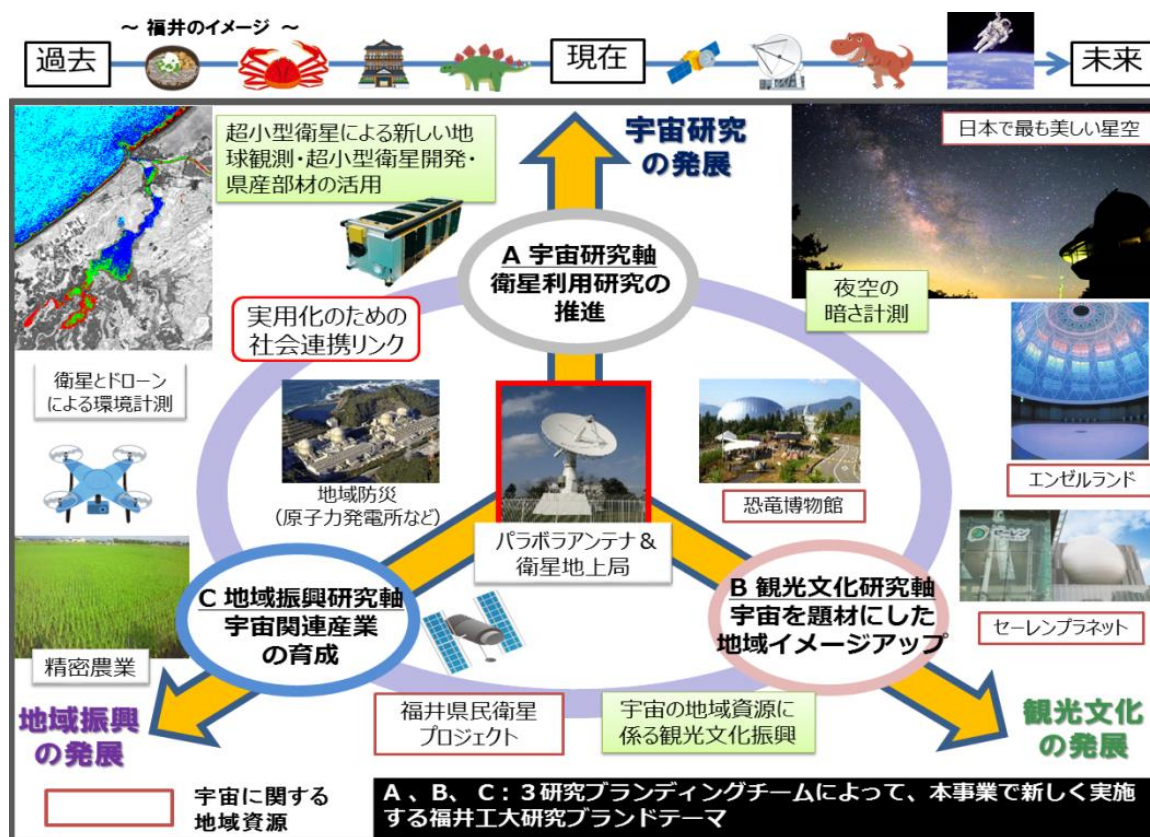 ～ 福井のイメージ ～
過去
現在
未来
超小型衛星による新しい地
球観測・超小型衛星開発・
県産部材の活用
宇宙研究
の発展
日本で最も美しい星空
A 宇宙研究軸
衛星利用研究の
推進
夜空の
暗さ計測
実用化のための
社会連携リンク
衛星とドローン
による環境計測
地域防災
（原子力発電所など）
恐竜博物館
エンゼルランド
パラボラアンテナ＆
衛星地上局
C 地域振興研究軸
宇宙関連産業
の育成
B 観光文化研究軸
宇宙を題材にした
地域イメージアップ
セーレンプラネット
精密農業
地域振興
の発展
福井県民衛星
プロジェクト
宇宙の地域資源に
係る観光文化振興
観光文化
の発展
宇宙に関する
地域資源
A 、B、 C：３研究ブランディングチームによって、本事業で新しく実施
する福井工大研究ブランドテーマ